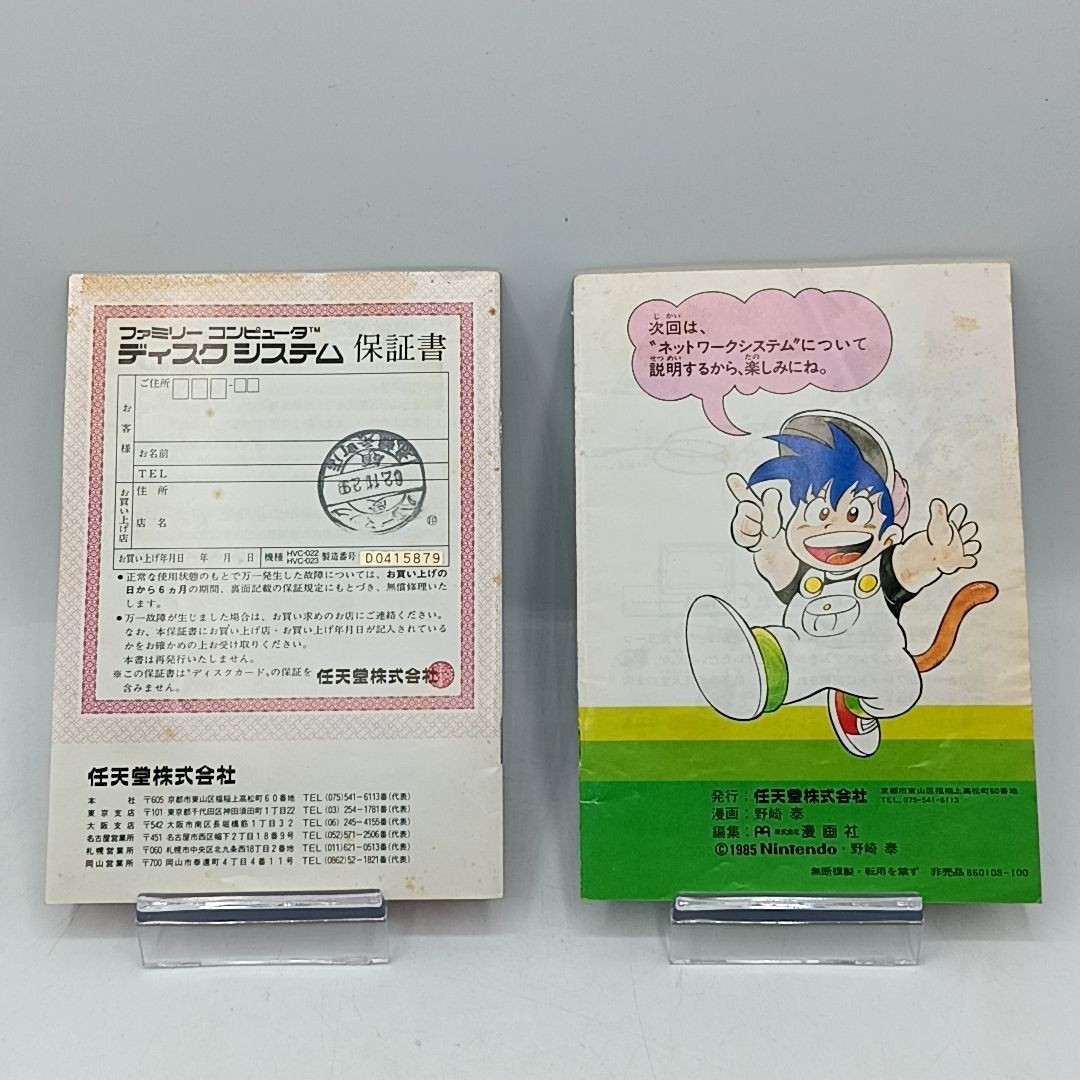 ファミリー コンピュータ™
ディスク システム 保証書
お客様
ご住所
お名前
TEL
お買い上げ店
住 所
店 名
62.11.29
㊞
お買い上げ年月日 年 月 日 機種 HVC-022 HVC-023 製造番号 D0415879
●正常な使用状態のもとで万一発生した故障については、お買い上げの
日から6ヵ月の期間、裏面記載の保証規定にもとづき、無償修理いた
します。
●万一故障が生じました場合は、お買い求めのお店にご連絡ください。
なお、本保証書にお買い上げ店・お買い上げ年月日が記入されている
かをお確かめの上お受け取りください。
本書は再発行いたしません。
※この保証書は"ディスクカード"の保証を
含みません。
任天堂株式会社
任天堂株式会社
本 社 〒605 京都市東山区福稲上高松町60番地 TEL (075)541-6113番(代表)
東京支店 〒101 東京都千代田区神田須田町1丁目22 TEL (03) 254-1781番(代表)
大阪支店 〒542 大阪市南区長堀橋筋1丁目32 TEL (06) 245-4155番(代表)
名古屋営業所 〒451 名古屋市西区幅下2丁目18番9号 TEL (052)571-2506番(代表)
札幌営業所 〒060 札幌市中央区北九条西18丁目2番地 TEL (011)621-0513番(代表)
岡山営業所 〒700 岡山市奉還町4丁目4番11号 TEL (0862)52-1821番(代表)
次回は、
"ネットワークシステム"について
説明するから、楽しみにね。
発行：任天堂株式会社 京都市東山区福稲上高松町60番地
TEL.075-541-6113
漫画：野崎 泰
編集：株式会社漫画社
©1985 Nintendo・野崎 泰
無断複製・転用を禁ず 非売品 860108-100